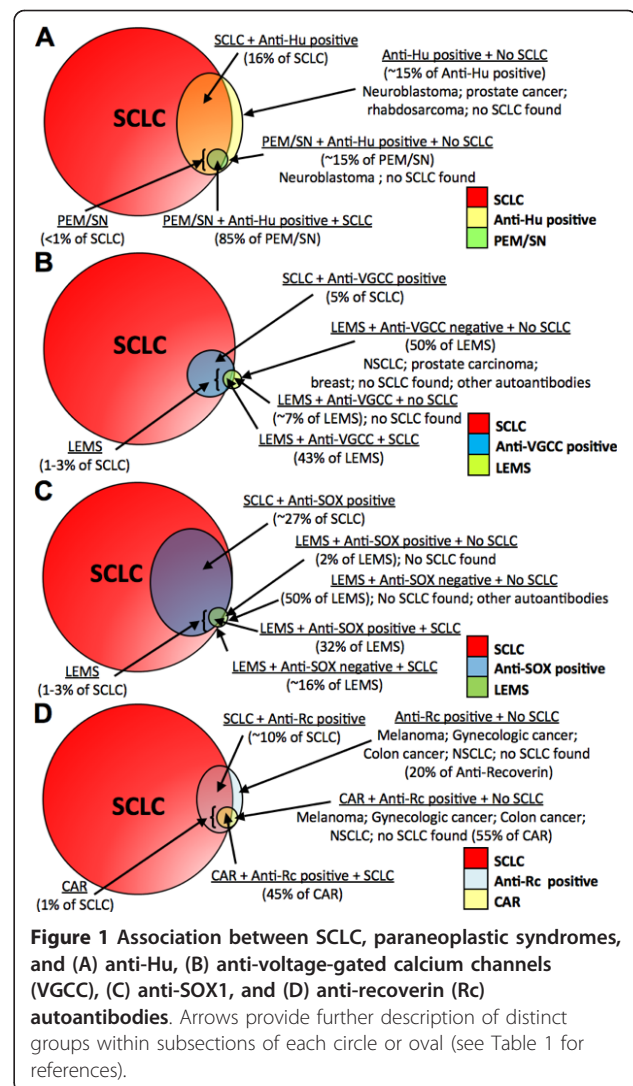 A
SCLC + Anti-Hu positive
(16% of SCLC)
Anti-Hu positive + No SCLC
(~15% of Anti-Hu positive)
Neuroblastoma; prostate cancer;
rhabdosarcoma; no SCLC found
SCLC
PEM/SN + Anti-Hu positive + No SCLC
(~15% of PEM/SN)
Neuroblastoma ; no SCLC found
PEM/SN
(<1% of SCLC)
PEM/SN + Anti-Hu positive + SCLC
(85% of PEM/SN)
SCLC
Anti-Hu positive
PEM/SN
B
SCLC + Anti-VGCC positive
(5% of SCLC)
SCLC
LEMS + Anti-VGCC negative + No SCLC
(50% of LEMS)
NSCLC; prostate carcinoma;
breast; no SCLC found; other autoantibodies
LEMS + Anti-VGCC + no SCLC
(~7% of LEMS); no SCLC found
LEMS + Anti-VGCC + SCLC
(43% of LEMS)
LEMS
(1-3% of SCLC)
SCLC
Anti-VGCC positive
LEMS
C
SCLC + Anti-SOX positive
(~27% of SCLC)
LEMS + Anti-SOX positive + No SCLC
(2% of LEMS); No SCLC found
SCLC
LEMS + Anti-SOX negative + No SCLC
(50% of LEMS); No SCLC found; other autoantibodies
LEMS + Anti-SOX positive + SCLC
(32% of LEMS)
LEMS
(1-3% of SCLC)
LEMS + Anti-SOX negative + SCLC
(~16% of LEMS)
SCLC
Anti-SOX positive
LEMS
D
SCLC + Anti-Rc positive
(~10% of SCLC)
Anti-Rc positive + No SCLC
Melanoma; Gynecologic cancer;
Colon cancer; NSCLC; no SCLC found
(20% of Anti-Recoverin)
SCLC
CAR + Anti-Rc positive + No SCLC
Melanoma; Gynecologic cancer; Colon cancer;
NSCLC; no SCLC found (55% of CAR)
CAR
(1% of SCLC)
CAR + Anti-Rc positive + SCLC
(45% of CAR)
SCLC
Anti-Rc positive
CAR
Figure 1 Association between SCLC, paraneoplastic syndromes,
and (A) anti-Hu, (B) anti-voltage-gated calcium channels
(VGCC), (C) anti-SOX1, and (D) anti-recoverin (Rc)
autoantibodies. Arrows provide further description of distinct
groups within subsections of each circle or oval (see Table 1 for
references).